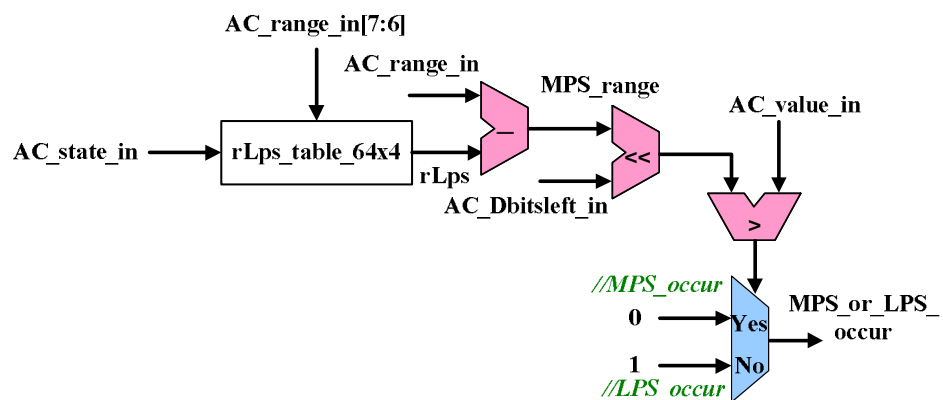 AC_range_in[7:6]
AC_range_in
MPS_range
AC_value_in
AC_state_in
rLps_table_64x4
rLps
—
<<
AC_Dbitsleft_in
>
//MPS_occur
0
Yes
MPS_or_LPS_
occur
1
No
//LPS_occur